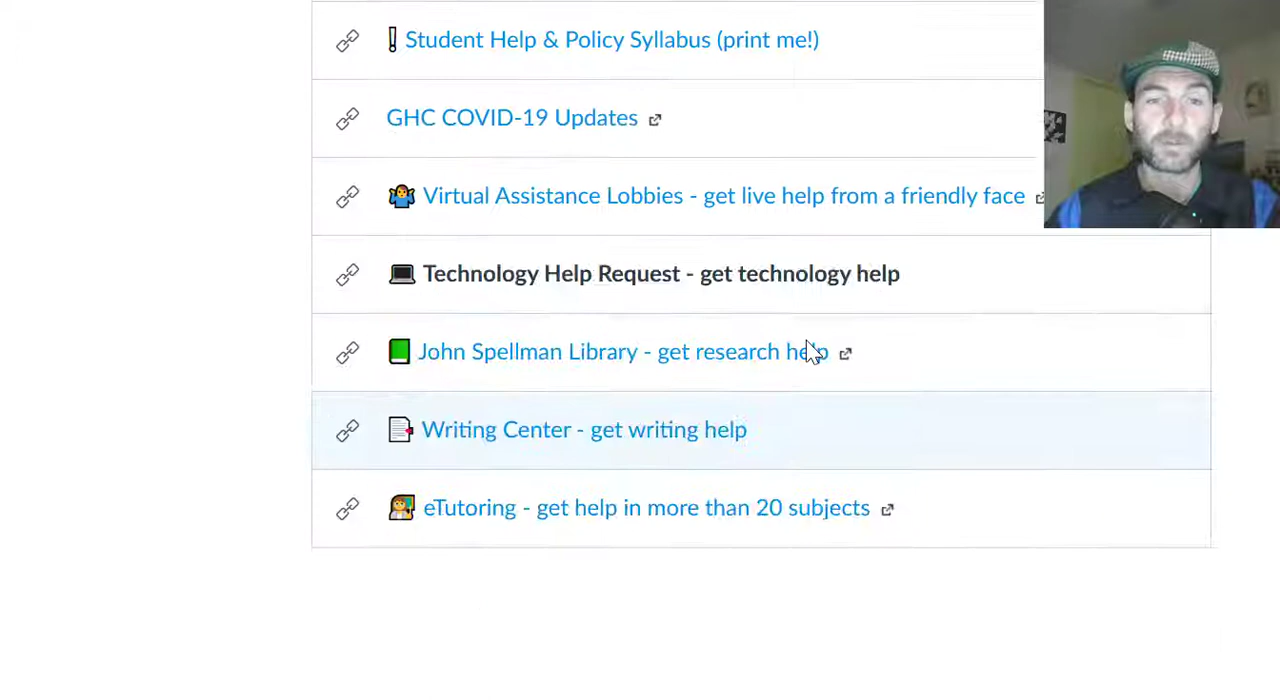 Student Help & Policy Syllabus (print me!)
GHC COVID-19 Updates
Virtual Assistance Lobbies - get live help from a friendly face
Technology Help Request - get technology help
John Spellman Library - get research help
Writing Center - get writing help
eTutoring - get help in more than 20 subjects